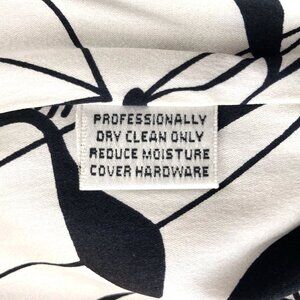 PROFESSIONALLY
DRY CLEAN ONLY
REDUCE MOISTURE
COVER HARDWARE